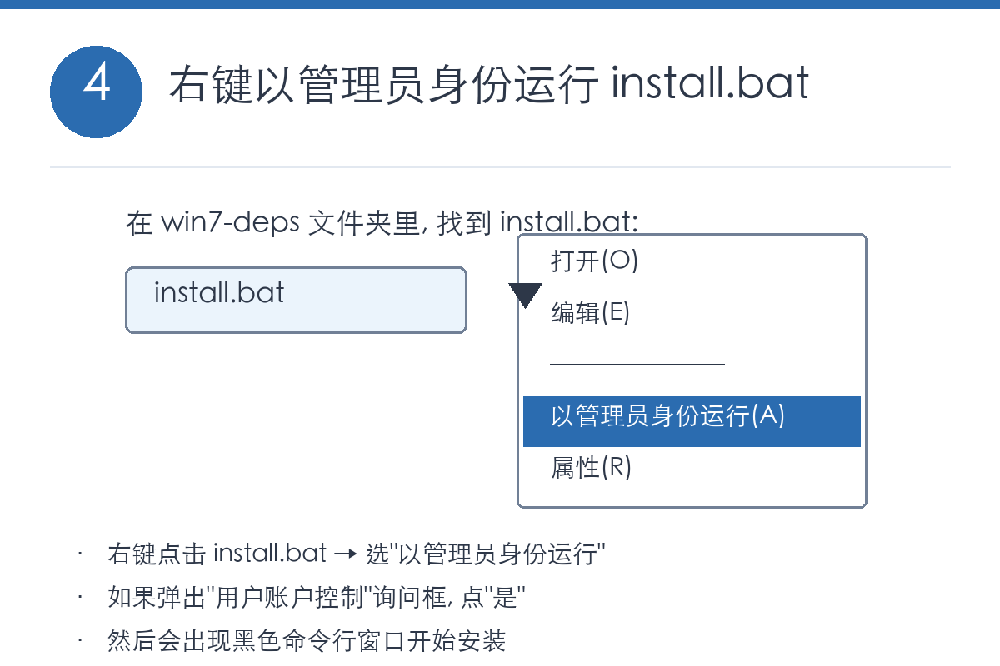 4
右键以管理员身份运行 install.bat
在 win7-deps 文件夹里, 找到 install.bat:
install.bat
打开(O)
编辑(E)
以管理员身份运行(A)
属性(R)
· 右键点击 install.bat → 选"以管理员身份运行"
· 如果弹出"用户账户控制"询问框, 点"是"
· 然后会出现黑色命令行窗口开始安装